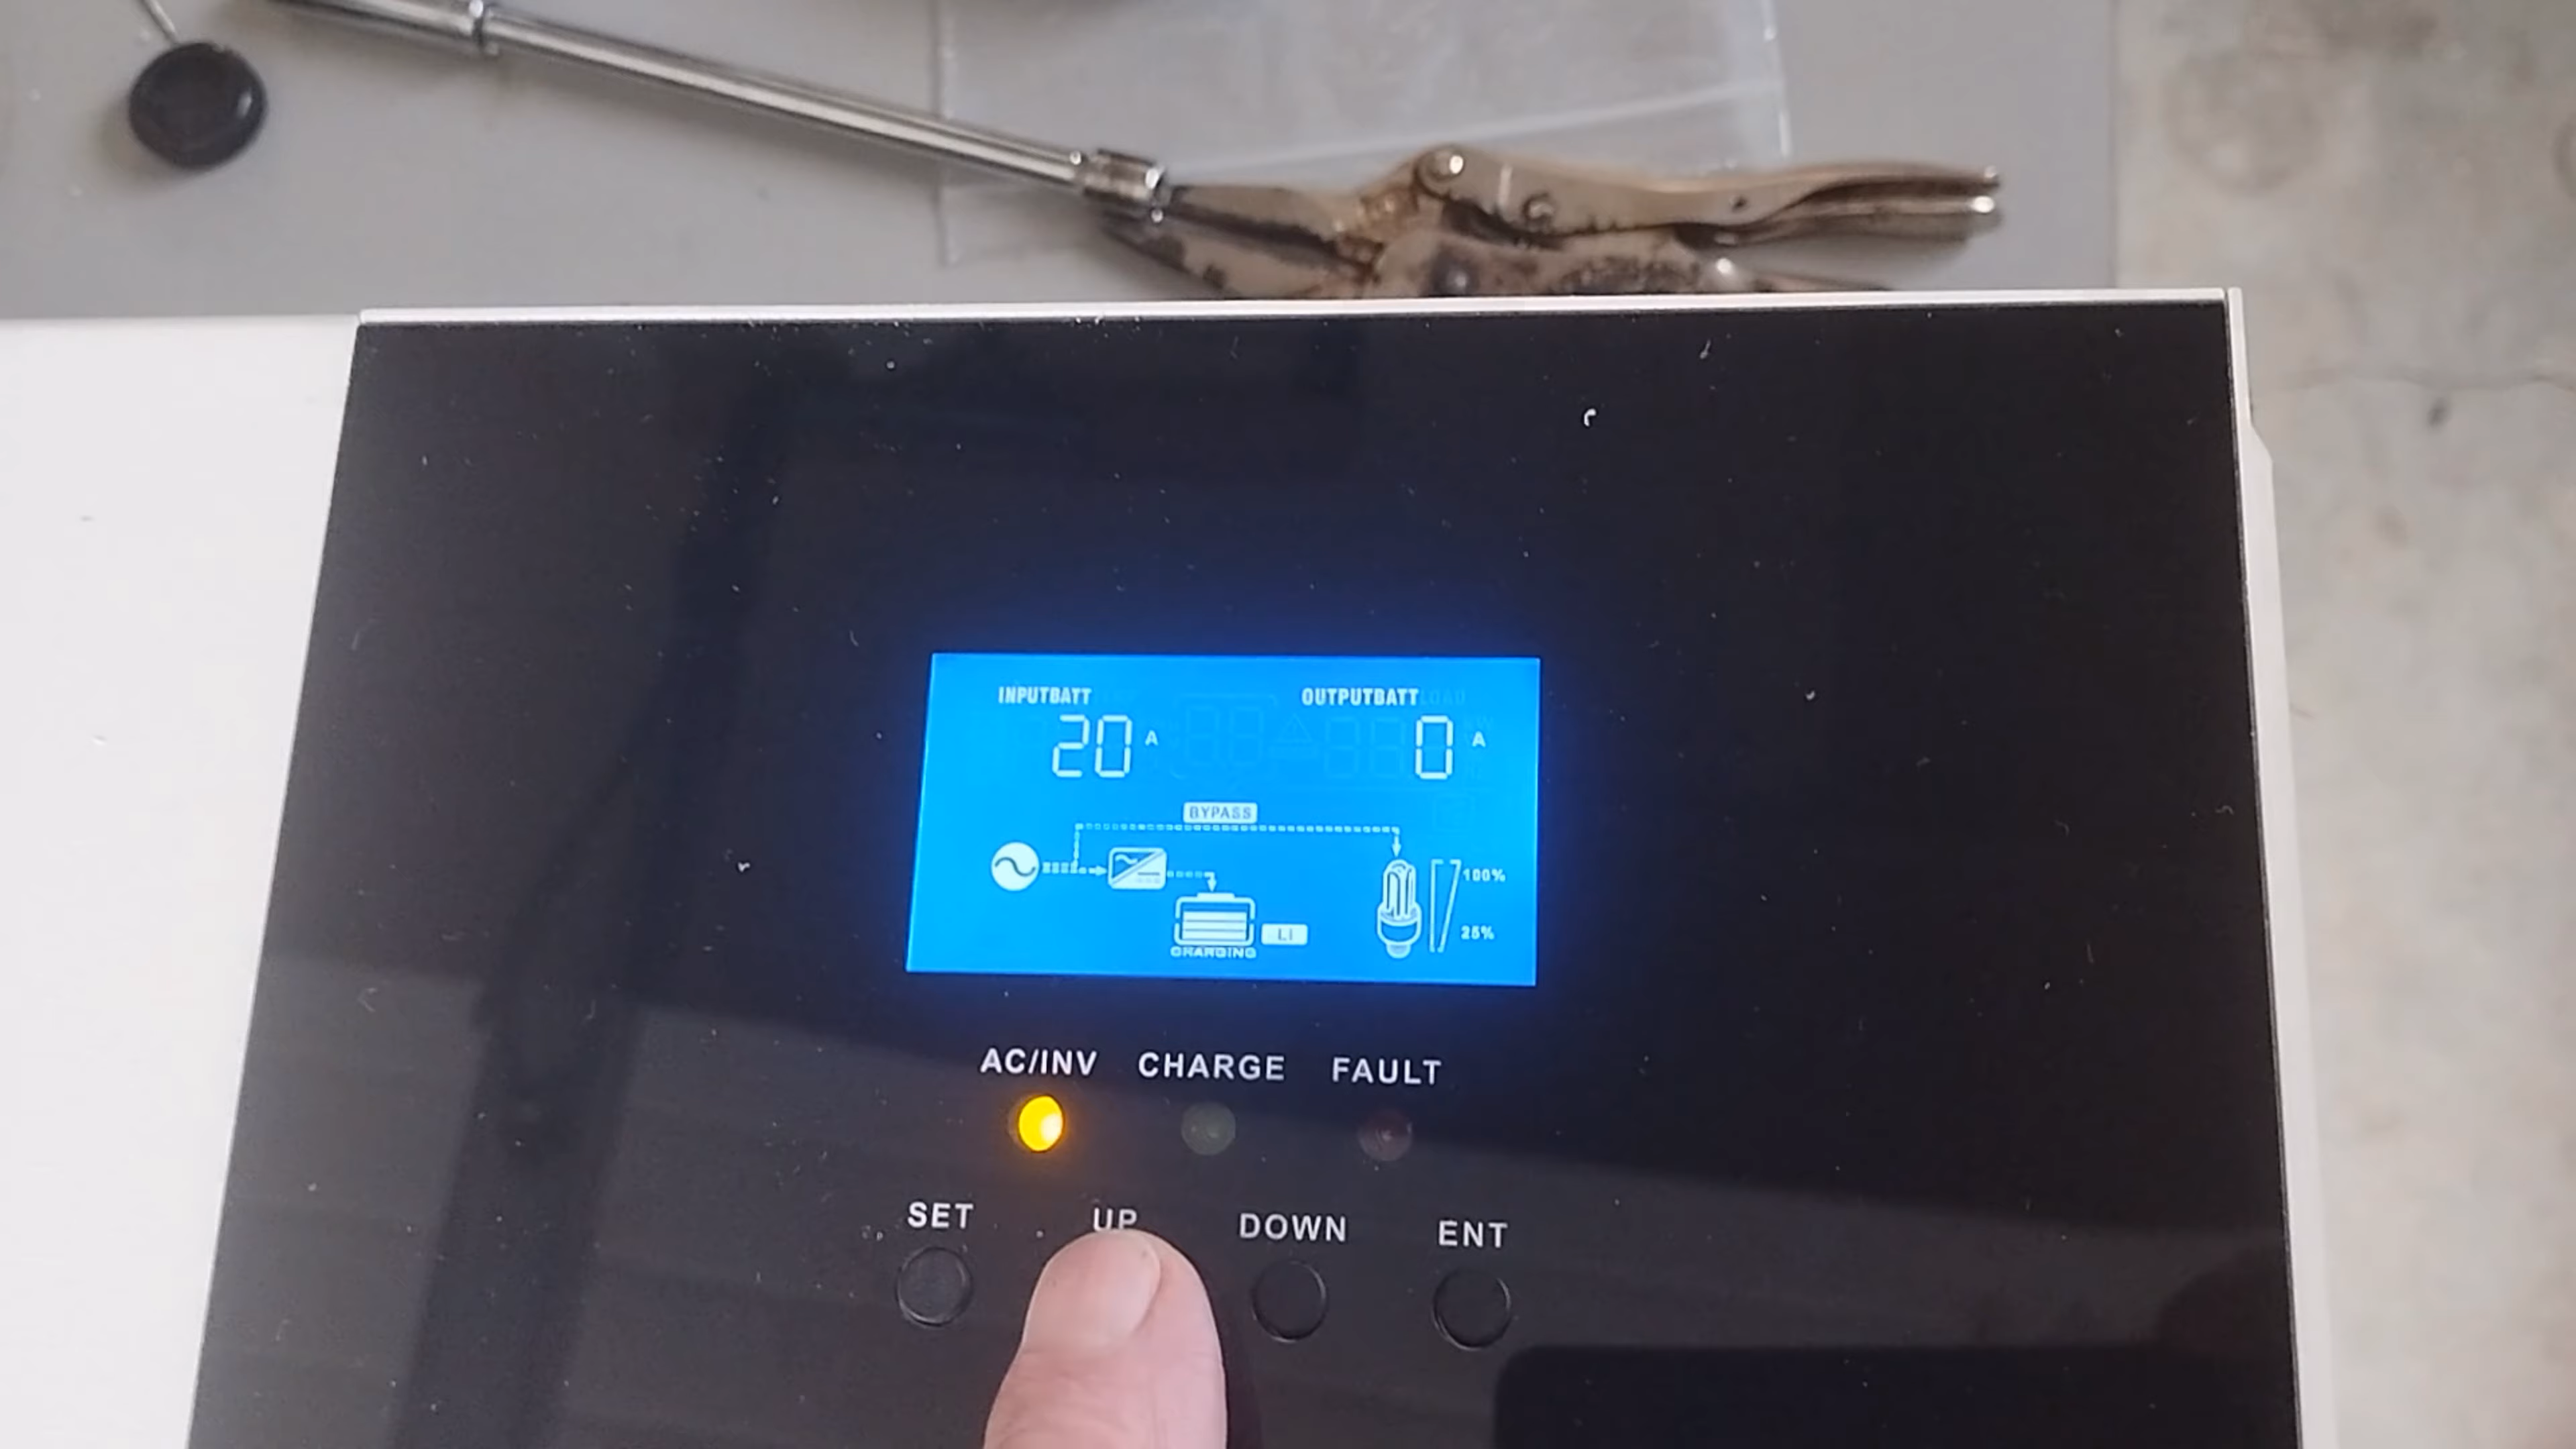 INPUTBATT OUTPUTBATT
20 A 0 A
BYPASS
100%
25%
LI
CHARGING
AC/INV CHARGE FAULT
SET UP DOWN ENT